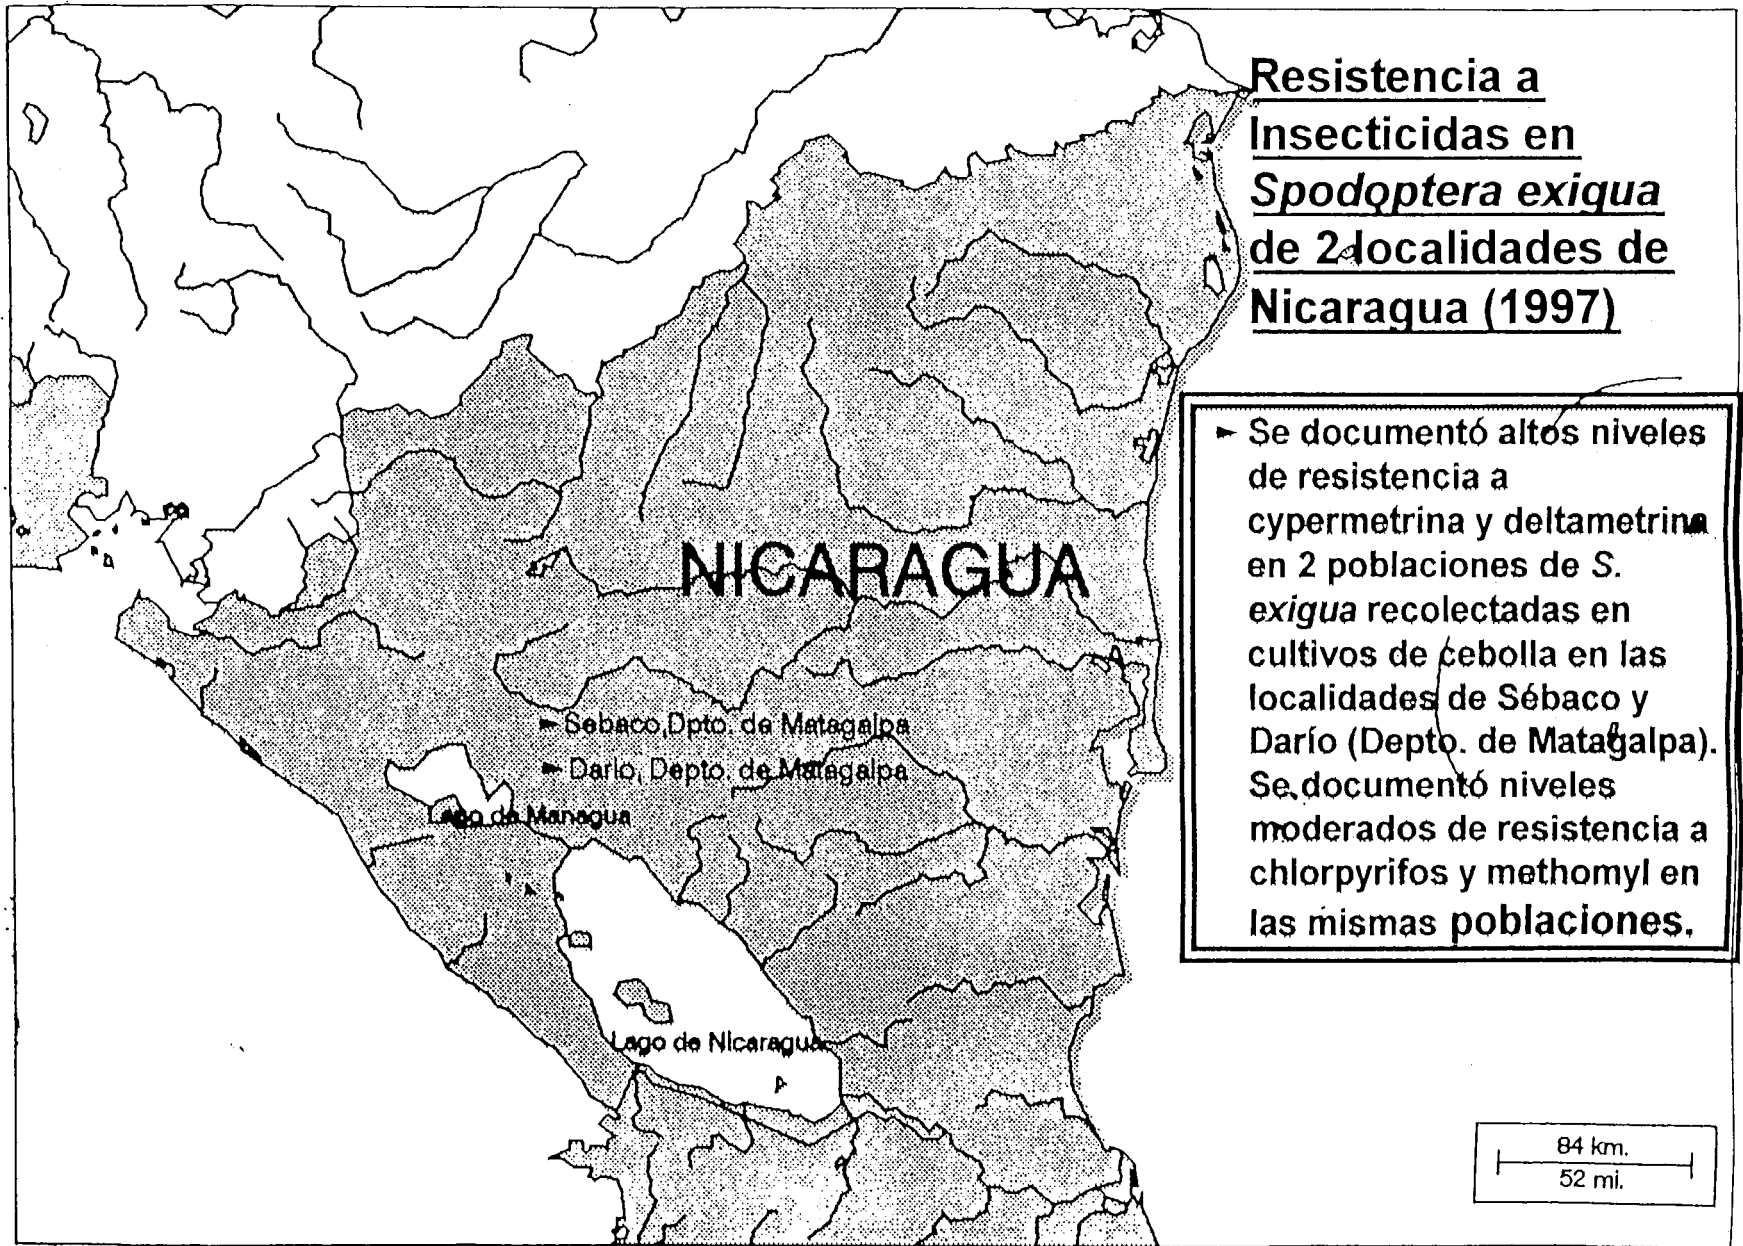 Resistencia a
Insecticidas en
Spodoptera exigua
de 2 localidades de
Nicaragua (1997)
► Se documentó altos niveles
de resistencia a
cypermetrina y deltametrina
en 2 poblaciones de S.
exigua recolectadas en
cultivos de cebolla en las
localidades de Sébaco y
Darío (Depto. de Matagalpa).
Se documentó niveles
moderados de resistencia a
chlorpyrifos y methomyl en
las mismas poblaciones.
NICARAGUA
► Sebaco, Dpto. de Matagalpa
► Darío, Depto. de Matagalpa
Lago de Managua
Lago de Nicaragua
84 km.
52 mi.